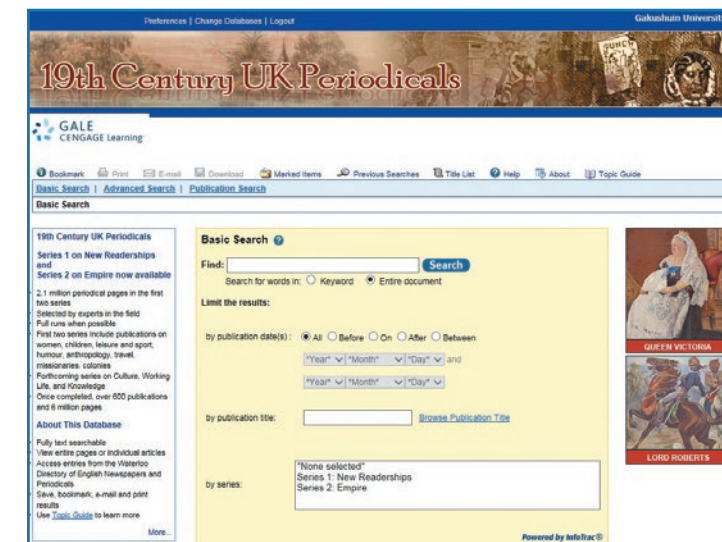 Preferences | Change Databases | Logout
Gakushuin Universit
19th Century UK Periodicals
PUNCH
GALE
CENGAGE Learning
Bookmark Print E-mail Download Marked Items Previous Searches Title List Help About Topic Guide
Basic Search | Advanced Search | Publication Search
Basic Search
19th Century UK Periodicals
Series 1 on New Readerships
and
Series 2 on Empire now available
2.1 million periodical pages in the first
two series
Selected by experts in the field
Full runs when possible
First two series include publications on
women, children, leisure and sport,
humour, anthropology, travel,
missionaries, colonies
Forthcoming series on Culture, Working
Life, and Knowledge
Once completed, over 600 publications
and 6 million pages
About This Database
Fully text searchable
View entire pages or individual articles
Access entries from the Waterloo
Directory of English Newspapers and
Periodicals
Save, bookmark, e-mail and print
results
Use Topic Guide to learn more
More...
Basic Search
Find: Search
Search for words in: Keyword Entire document
Limit the results:
by publication date(s): All Before On After Between
"Year" "Month" "Day" and
"Year" "Month" "Day"
by publication title: Browse Publication Title
by series:
"None selected"
Series 1: New Readerships
Series 2: Empire
Powered by InfoTrac®
QUEEN VICTORIA
LORD ROBERTS